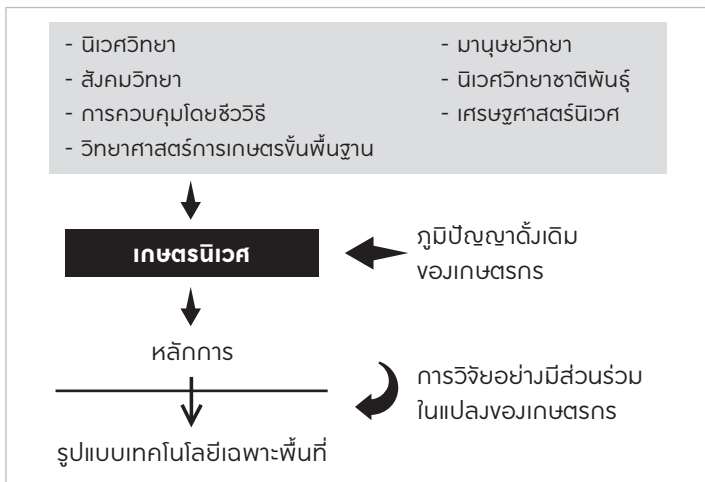 - นิเวศวิทยา
- สังคมวิทยา
- การควบคุมโดยชีววิธี
- วิทยาศาสตร์การเกษตรขั้นพื้นฐาน
- มานุษยวิทยา
- นิเวศวิทยาชาติพันธุ์
- เศรษฐศาสตร์นิเวศ
เกษตรนิเวศ
ภูมิปัญญาดั้งเดิม
ของเกษตรกร
หลักการ
การวิจัยอย่างมีส่วนร่วม
ในแปลงของเกษตรกร
รูปแบบเทคโนโลยีเฉพาะพื้นที่